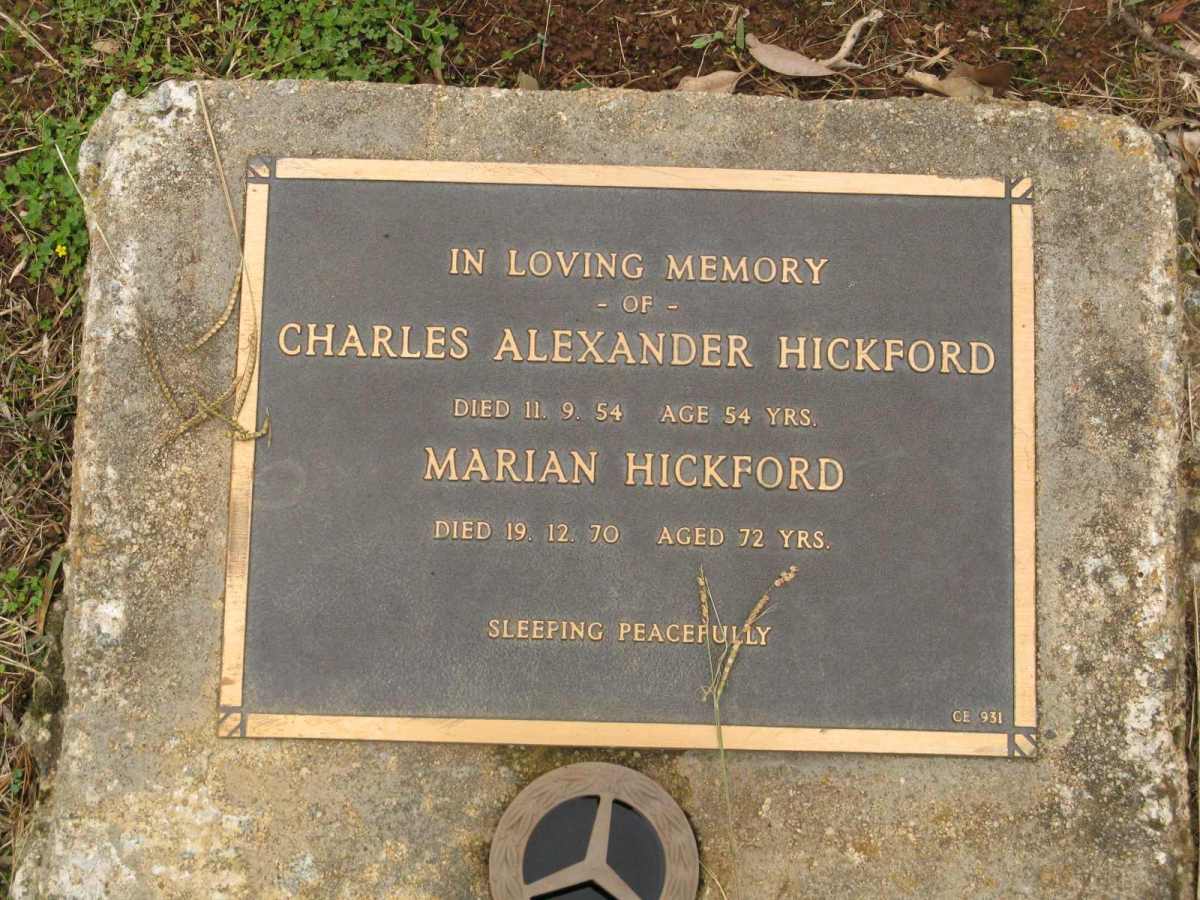 IN LOVING MEMORY
- OF -
CHARLES ALEXANDER HICKFORD
DIED 11. 9. 54 AGE 54 YRS.
MARIAN HICKFORD
DIED 19. 12. 70 AGED 72 YRS.
SLEEPING PEACEFULLY
CE 931